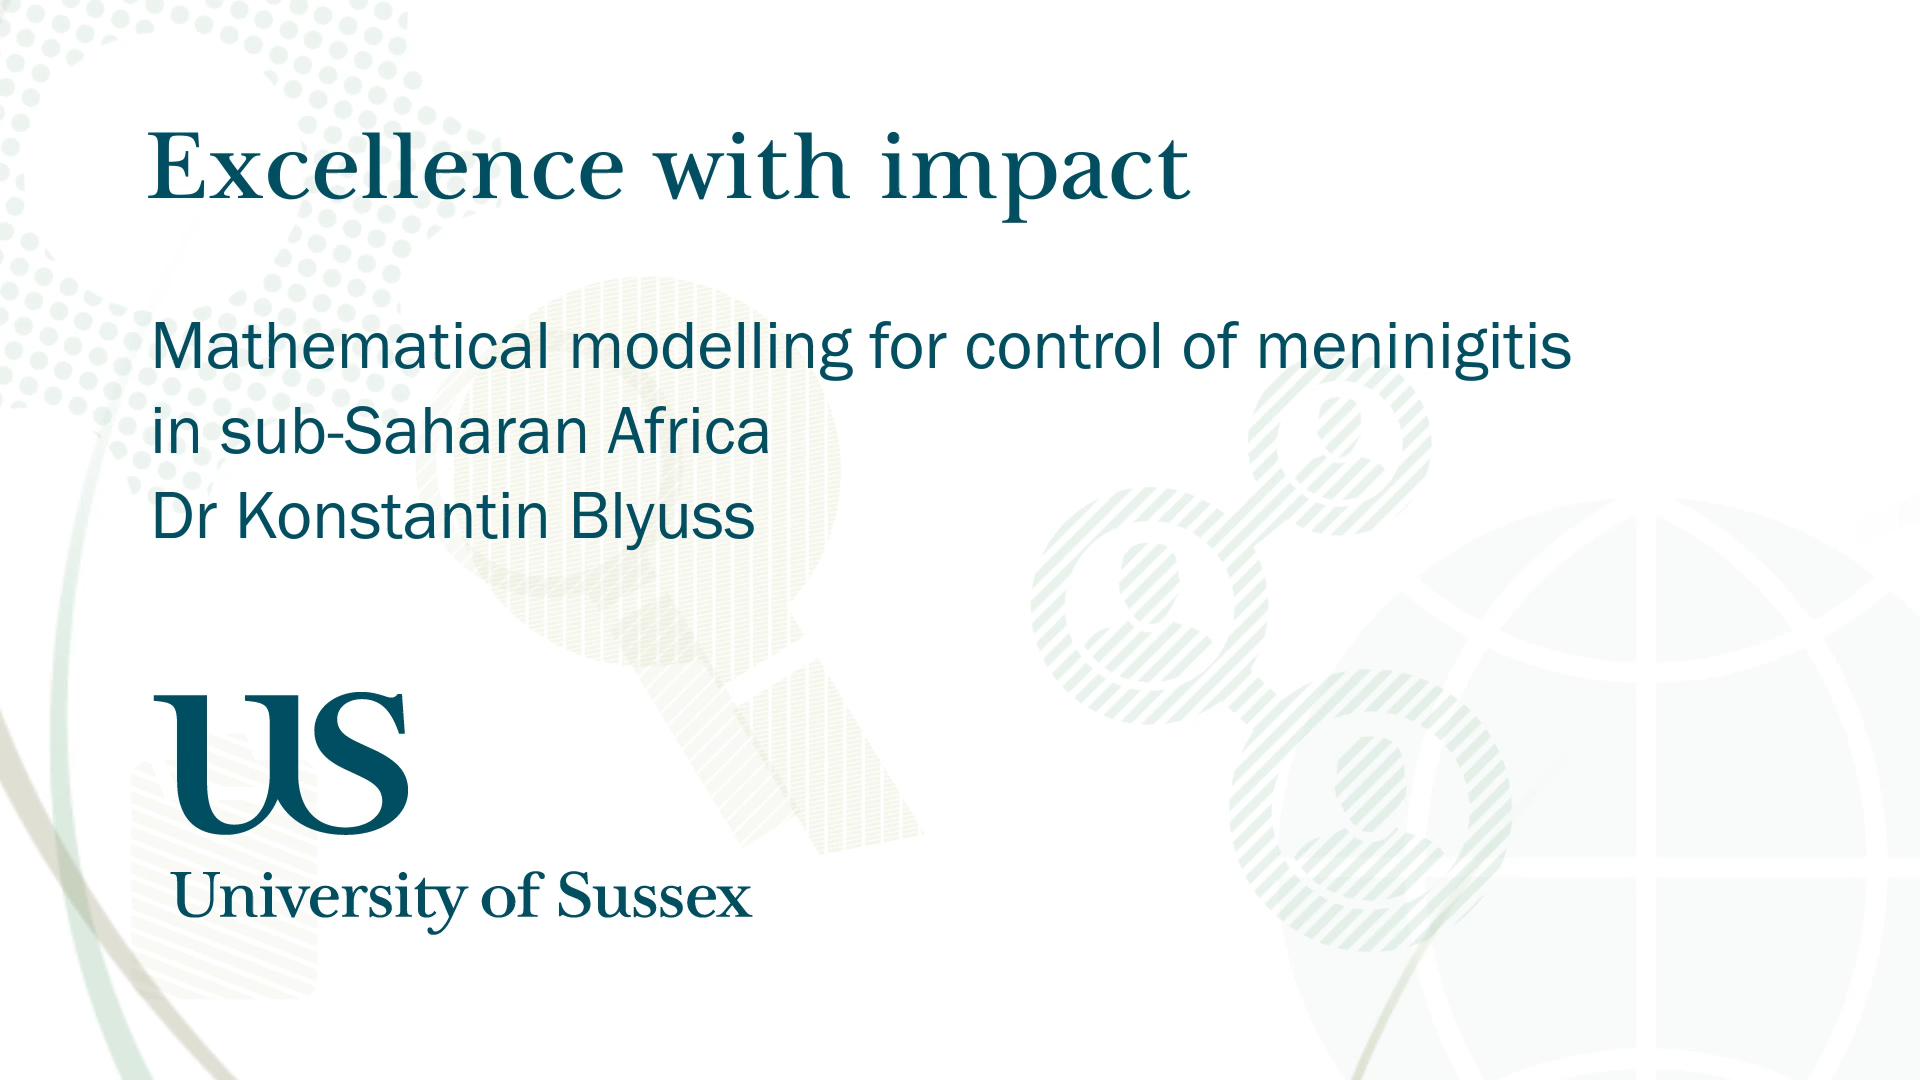 Excellence with impact
Mathematical modelling for control of meninigitis
in sub-Saharan Africa
Dr Konstantin Blyuss
us
University of Sussex